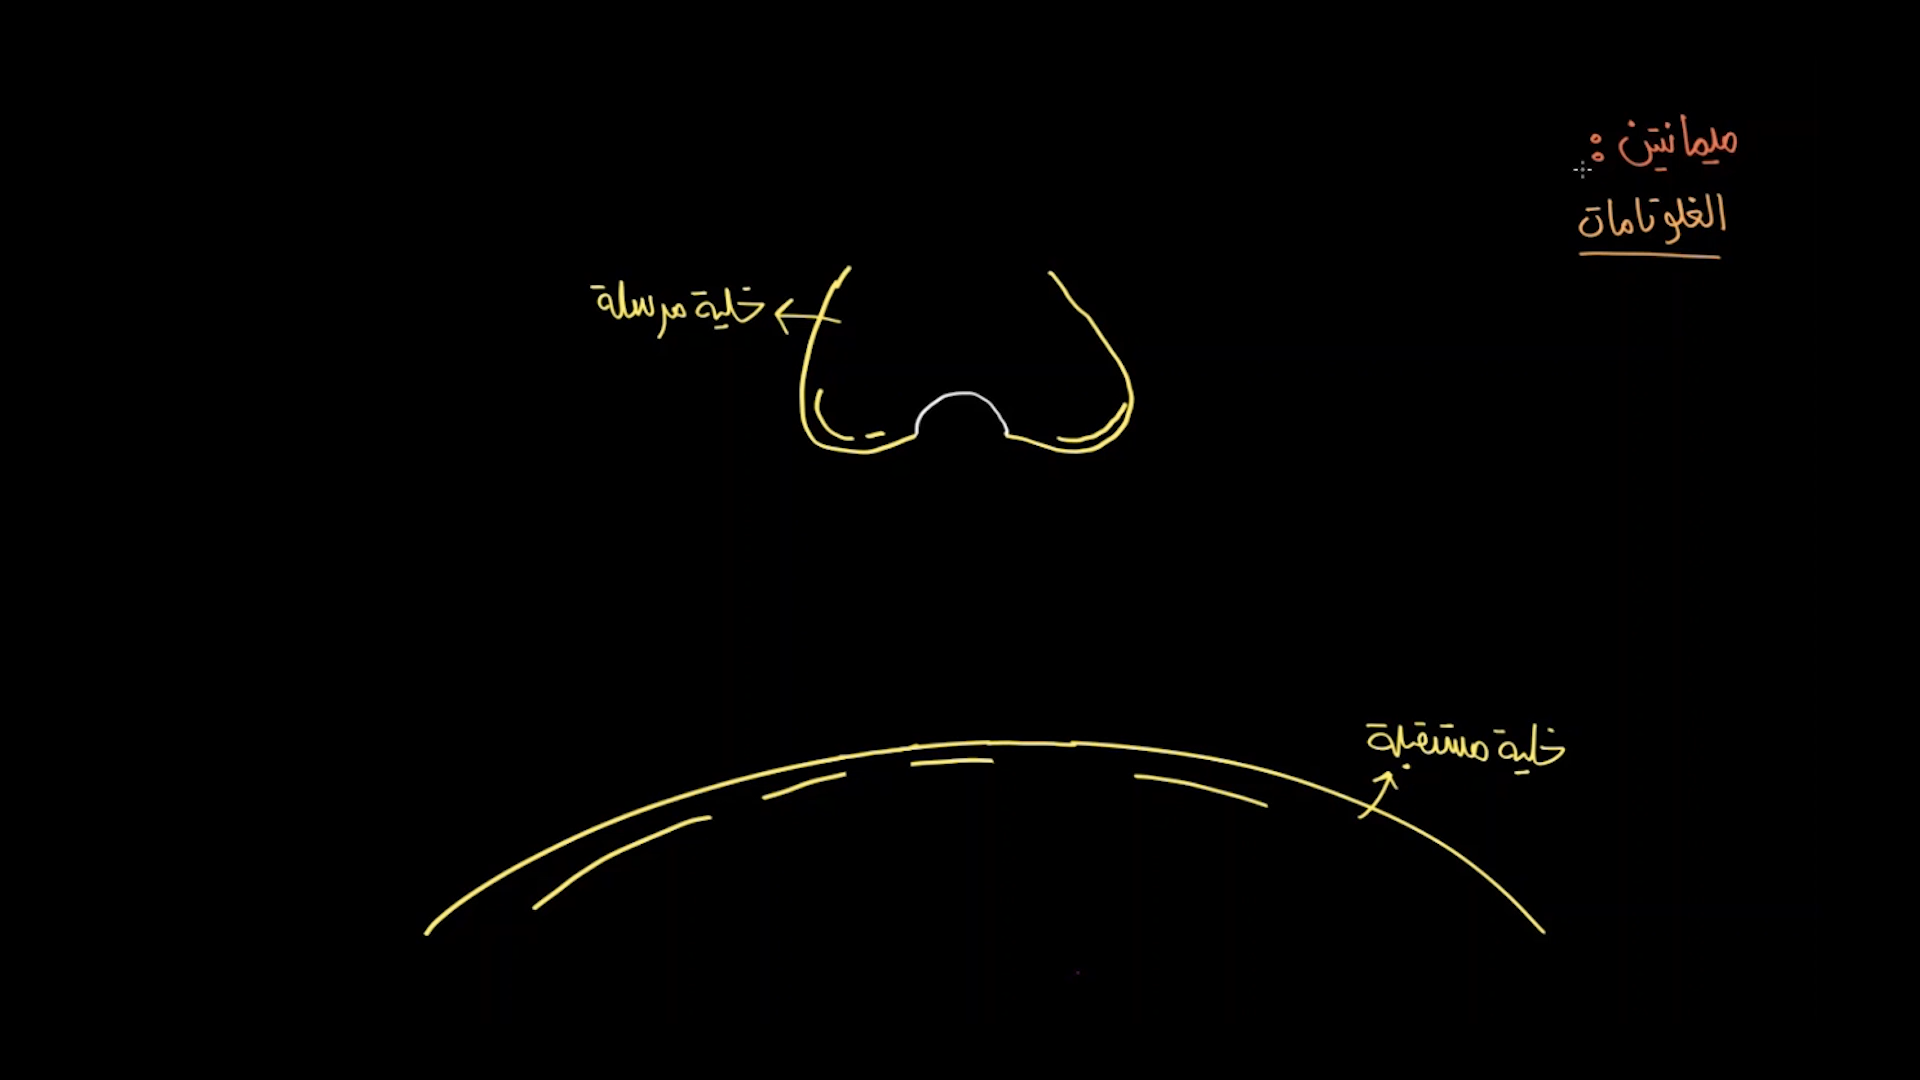 ميمانتين :
الغلوتامات
خلية مرسلة
خلية مستقبلة